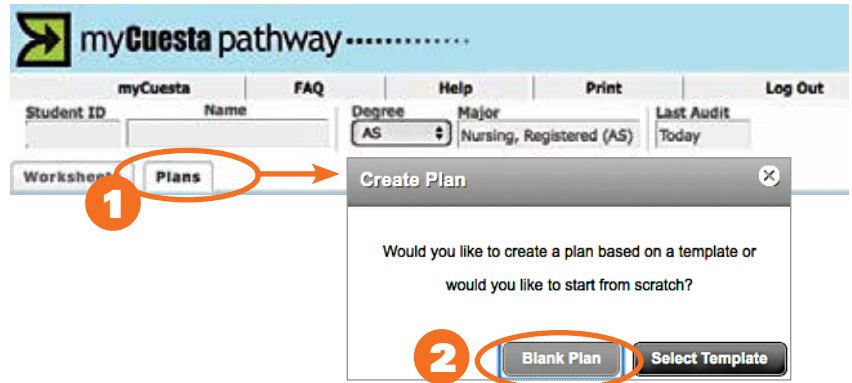 myCuesta pathway
myCuesta FAQ Help Print Log Out
Student ID Name Degree Major Last Audit
AS Nursing, Registered (AS) Today
Worksheets Plans
1
Create Plan
Would you like to create a plan based on a template or
would you like to start from scratch?
2
Blank Plan Select Template